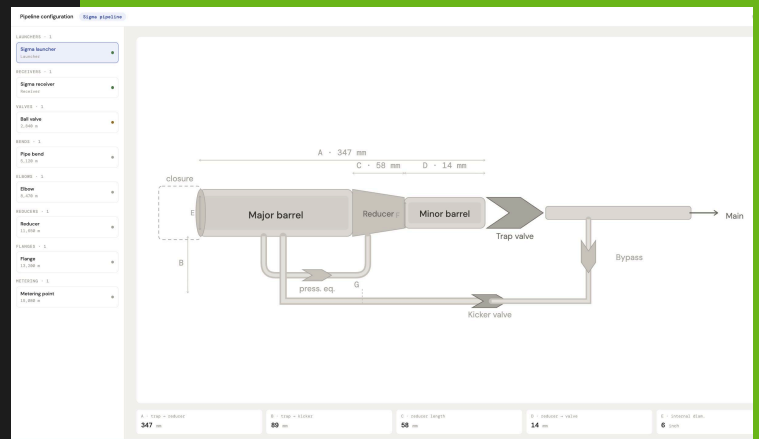 Pipeline configuration Sigma pipeline
LAUNCHERS · 1
Sigma launcher
Launcher
RECEIVERS · 1
Sigma receiver
Receiver
VALVES · 1
Ball valve
BENDS · 1
Pipe bend
ELBOWS · 1
Elbow
REDUCERS · 1
Reducer
FLANGES · 1
Flange
METERING · 1
Metering point
A · 347 mm
C · 58 mm
D · 14 mm
closure
E
Major barrel
Reducer
Minor barrel
Trap valve
Main
B
press. eq.
G
Bypass
Kicker valve
A · trap → reducer
347 mm
B · trap → kicker
89 mm
C · reducer length
58 mm
D · reducer → valve
14 mm
E · internal diam.
6 inch